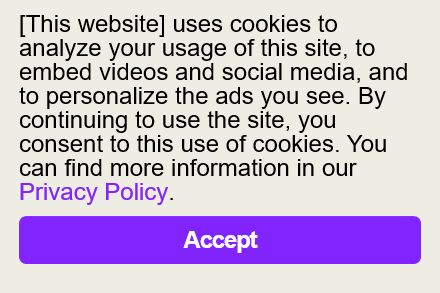 [This website] uses cookies to
analyze your usage of this site, to
embed videos and social media, and
to personalize the ads you see. By
continuing to use the site, you
consent to this use of cookies. You
can find more information in our
Privacy Policy.
Accept